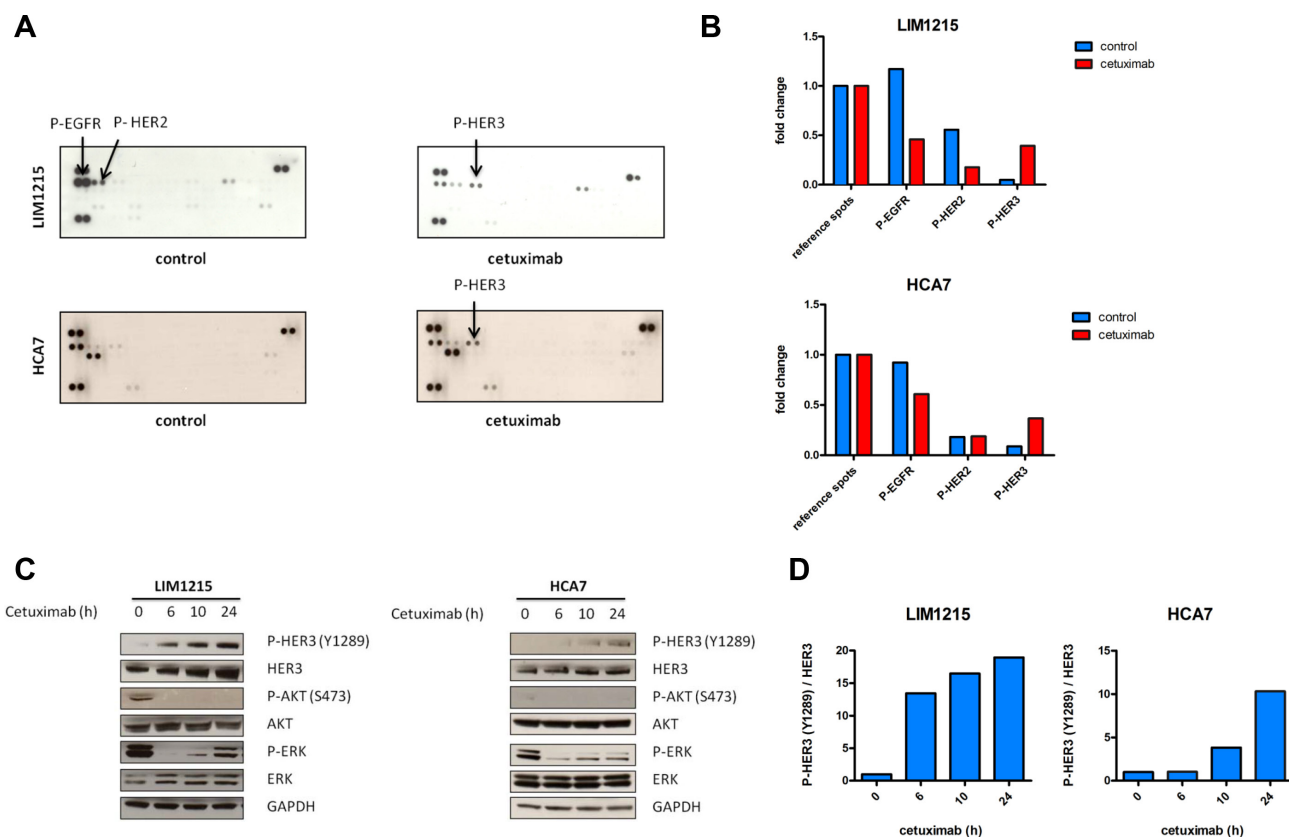 A
P-EGFR
P- HER2
P-HER3
LIM1215
control
cetuximab
P-HER3
HCA7
control
cetuximab
B
LIM1215
fold change
1.5
1.0
0.5
0.0
reference spots
P-EGFR
P-HER2
P-HER3
control
cetuximab
HCA7
fold change
1.5
1.0
0.5
0.0
reference spots
P-EGFR
P-HER2
P-HER3
control
cetuximab
C
LIM1215
Cetuximab (h) 0 6 10 24
P-HER3 (Y1289)
HER3
P-AKT (S473)
AKT
P-ERK
ERK
GAPDH
HCA7
Cetuximab (h) 0 6 10 24
P-HER3 (Y1289)
HER3
P-AKT (S473)
AKT
P-ERK
ERK
GAPDH
D
LIM1215
P-HER3 (Y1289) / HER3
20
15
10
5
0
0 6 10 24
cetuximab (h)
HCA7
P-HER3 (Y1289) / HER3
15
10
5
0
0 6 10 24
cetuximab (h)